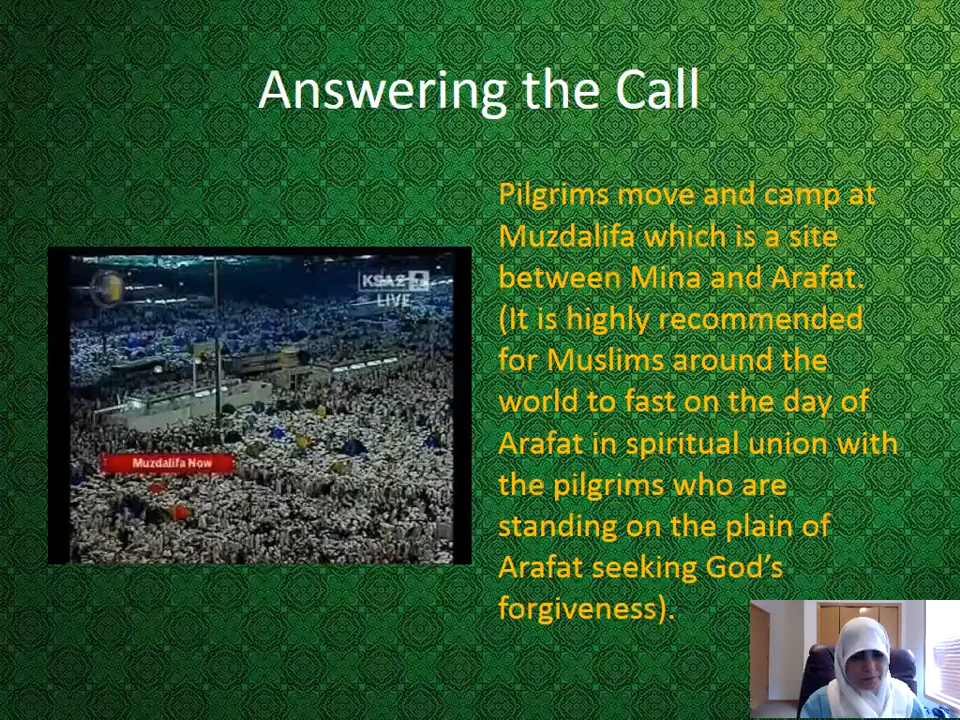 Answering the Call
Pilgrims move and camp at
Muzdalifa which is a site
between Mina and Arafat.
(It is highly recommended
for Muslims around the
world to fast on the day of
Arafat in spiritual union with
the pilgrims who are
standing on the plain of
Arafat seeking God's
forgiveness).
KSA2
LIVE
Muzdalifa Now